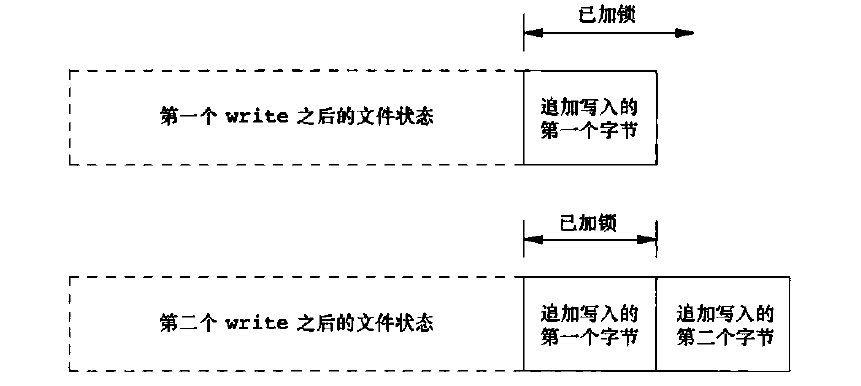 已加锁
第一个 write 之后的文件状态
追加写入的
第一个字节
已加锁
第二个 write 之后的文件状态
追加写入的
第一个字节
追加写入的
第二个字节